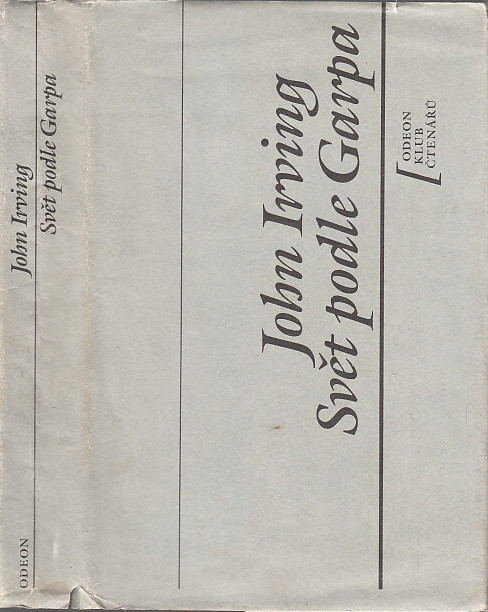 John Irving
Svět podle Garpa
ODEON
John Irving
Svět podle Garpa
ODEON
KLUB
ČTENÁŘŮ